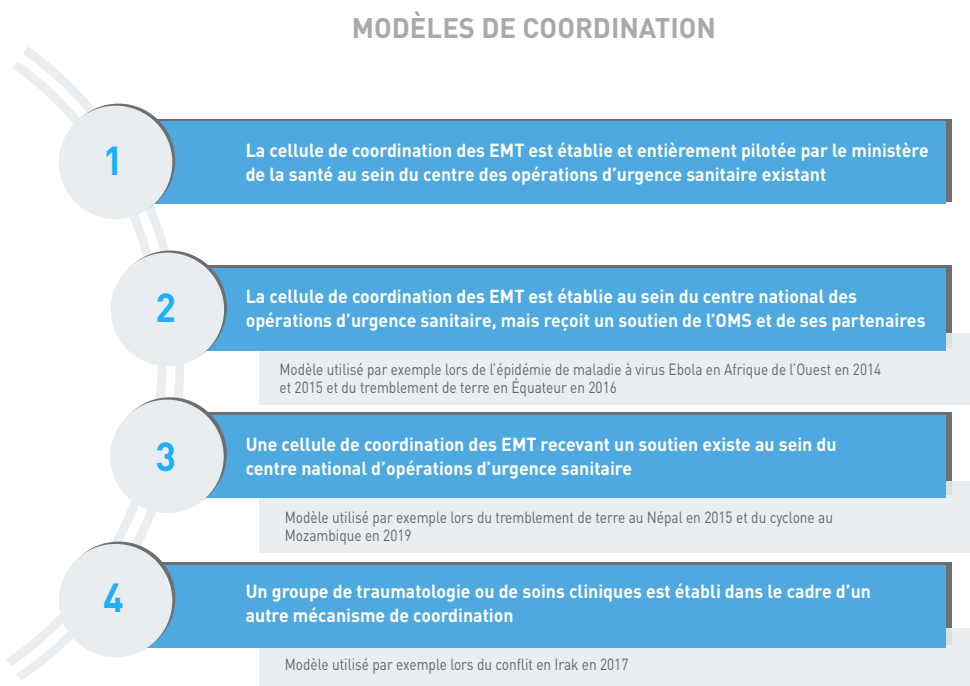 MODÈLES DE COORDINATION
1
La cellule de coordination des EMT est établie et entièrement pilotée par le ministère
de la santé au sein du centre des opérations d'urgence sanitaire existant
2
La cellule de coordination des EMT est établie au sein du centre national des
opérations d'urgence sanitaire, mais reçoit un soutien de l'OMS et de ses partenaires
Modèle utilisé par exemple lors de l'épidémie de maladie à virus Ebola en Afrique de l'Ouest en 2014
et 2015 et du tremblement de terre en Équateur en 2016
3
Une cellule de coordination des EMT recevant un soutien existe au sein du
centre national d'opérations d'urgence sanitaire
Modèle utilisé par exemple lors du tremblement de terre au Népal en 2015 et du cyclone au
Mozambique en 2019
4
Un groupe de traumatologie ou de soins cliniques est établi dans le cadre d'un
autre mécanisme de coordination
Modèle utilisé par exemple lors du conflit en Irak en 2017